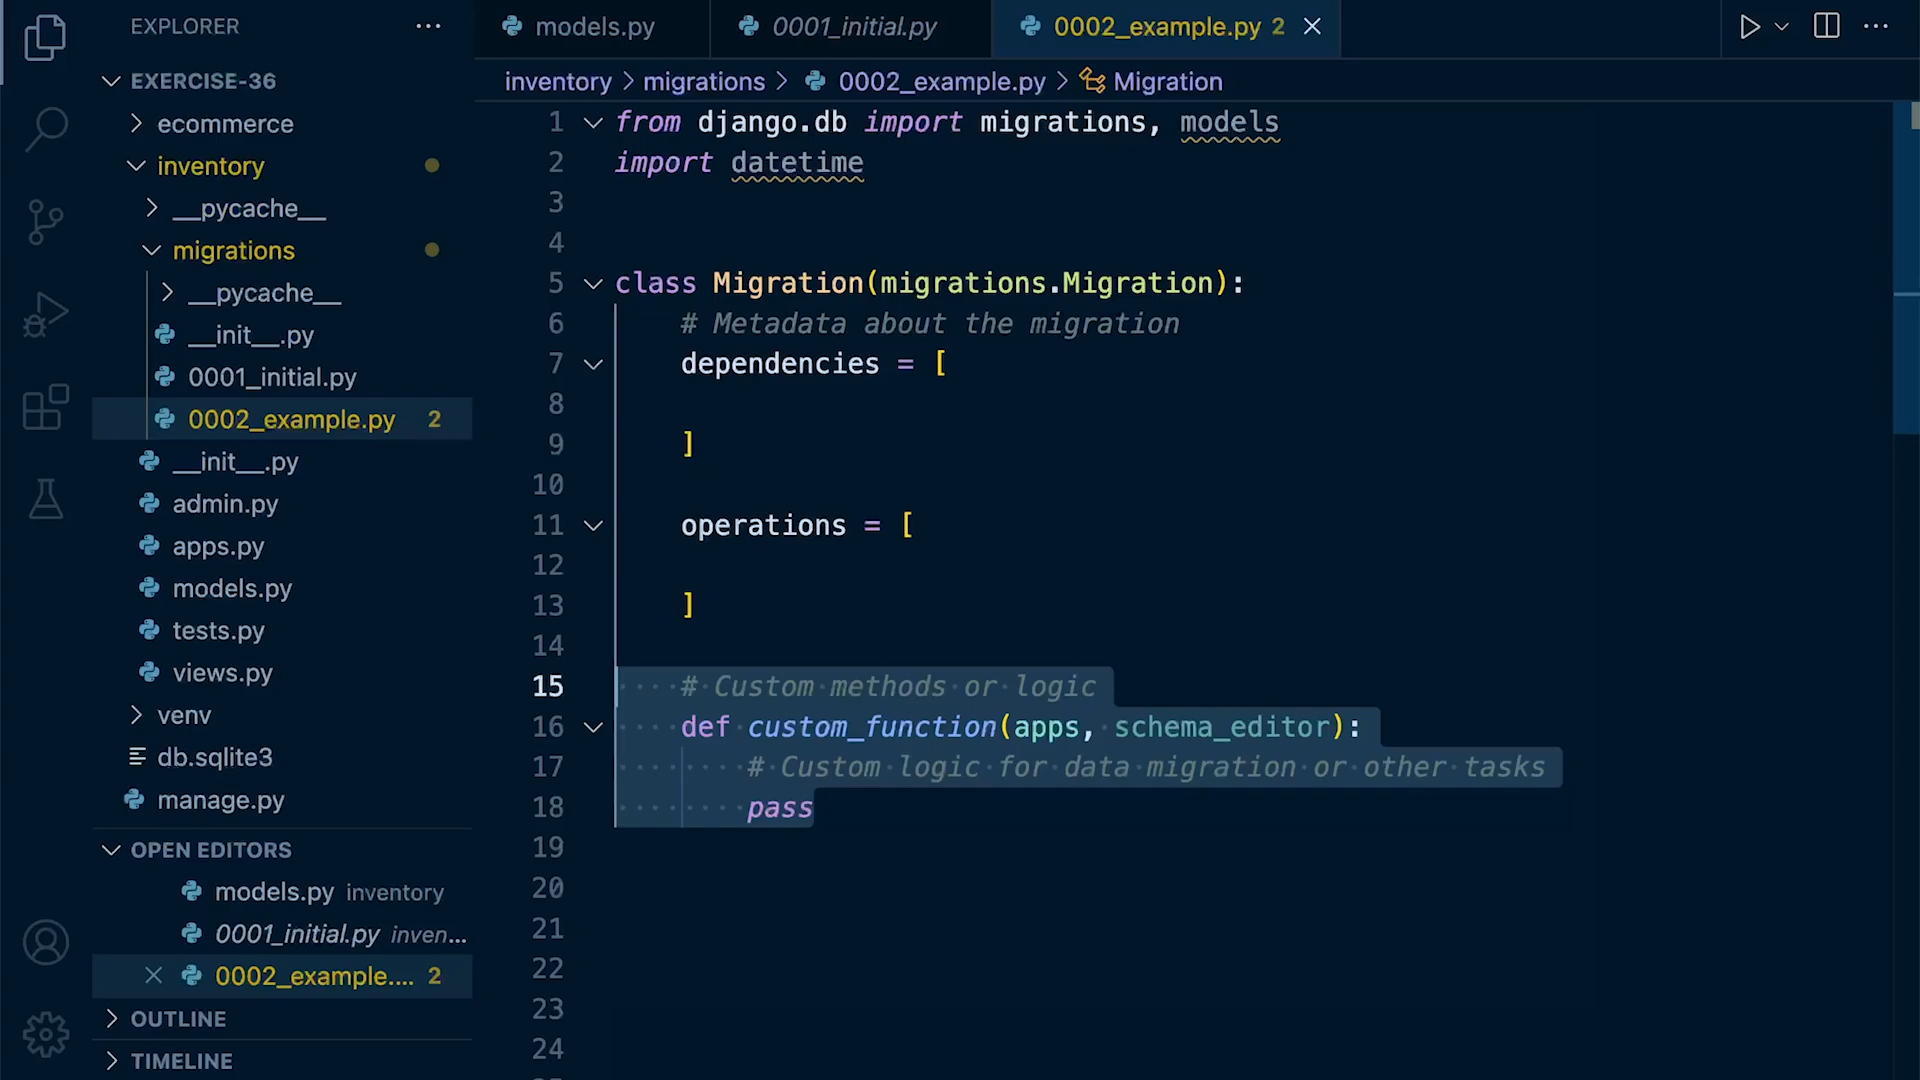 EXPLORER
EXERCISE-36
ecommerce
inventory
__pycache__
migrations
__pycache__
__init__.py
0001_initial.py
0002_example.py 2
__init__.py
admin.py
apps.py
models.py
tests.py
views.py
venv
db.sqlite3
manage.py
OPEN EDITORS
models.py inventory
0001_initial.py inven...
0002_example.... 2
OUTLINE
TIMELINE
models.py 0001_initial.py 0002_example.py 2
inventory > migrations > 0002_example.py > Migration
1 from django.db import migrations, models
2 import datetime
3
4
5 class Migration(migrations.Migration):
6 # Metadata about the migration
7 dependencies = [
8
9 ]
10
11 operations = [
12
13 ]
14
15 # Custom methods or logic
16 def custom_function(apps, schema_editor):
17 # Custom logic for data migration or other tasks
18 pass
19
20
21
22
23
24